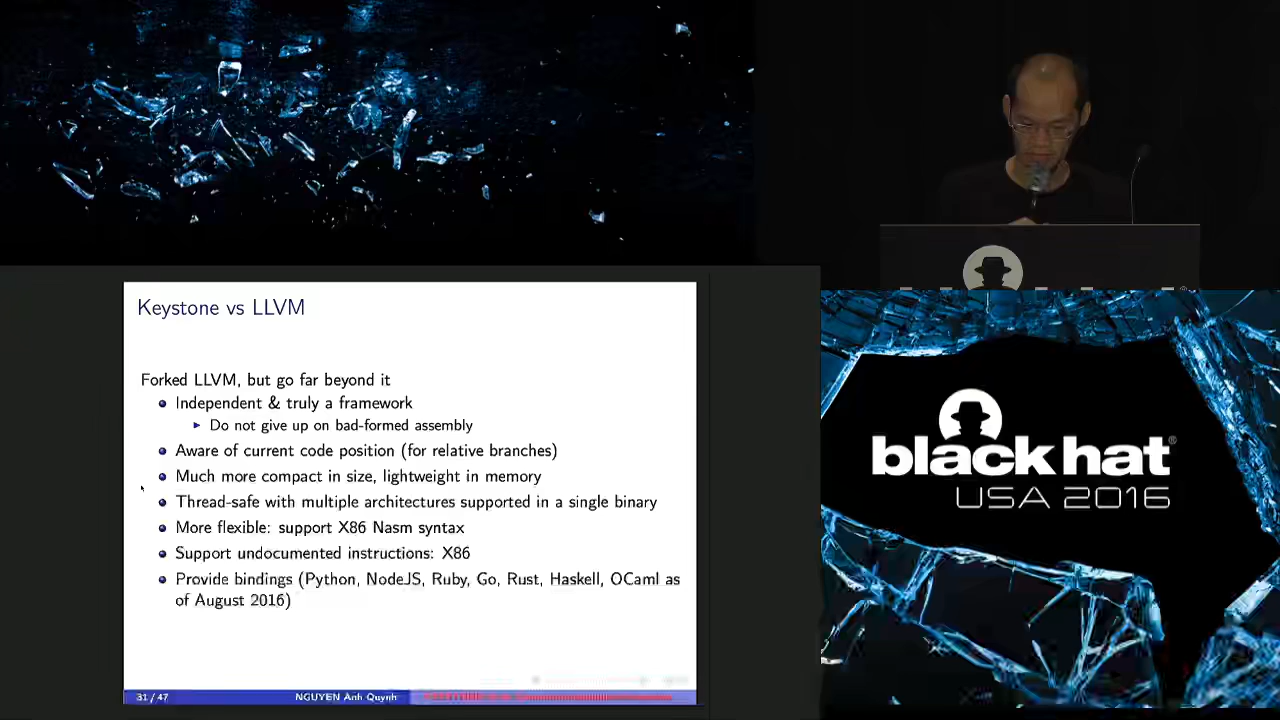 Keystone vs LLVM
Forked LLVM, but go far beyond it
Independent & truly a framework
Do not give up on bad-formed assembly
Aware of current code position (for relative branches)
Much more compact in size, lightweight in memory
Thread-safe with multiple architectures supported in a single binary
More flexible: support X86 Nasm syntax
Support undocumented instructions: X86
Provide bindings (Python, NodeJS, Ruby, Go, Rust, Haskell, OCaml as
of August 2016)
31 / 47
NGUYEN Anh Quynh
black hat®
USA 2016